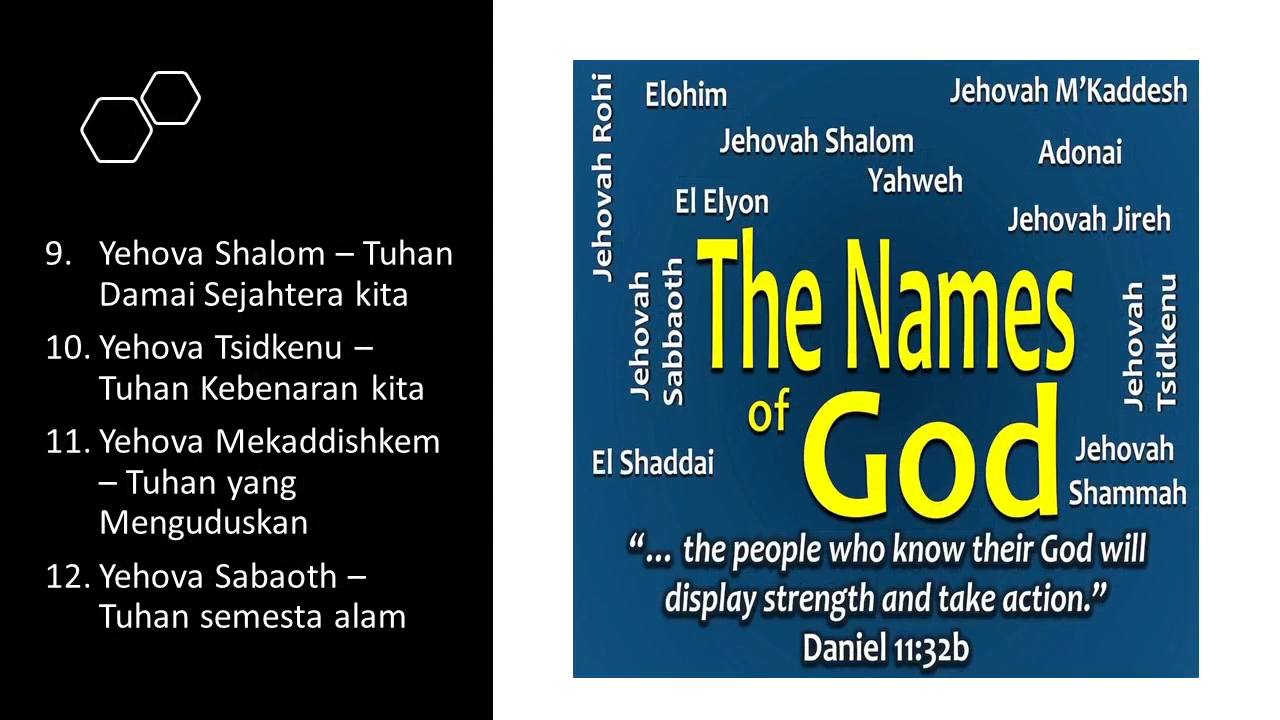 9. Yehova Shalom – Tuhan
Damai Sejahtera kita
10. Yehova Tsidkenu –
Tuhan Kebenaran kita
11. Yehova Mekaddishkem
– Tuhan yang
Menguduskan
12. Yehova Sabaoth –
Tuhan semesta alam
Jehovah Rohi
Elohim
Jehovah M’Kaddesh
Jehovah Shalom
Adonai
Yahweh
El Elyon
Jehovah Jireh
Jehovah
Sabbaoth
The Names
of God
Jehovah
Tsidkenu
El Shaddai
Jehovah
Shammah
“... the people who know their God will
display strength and take action.”
Daniel 11:32b